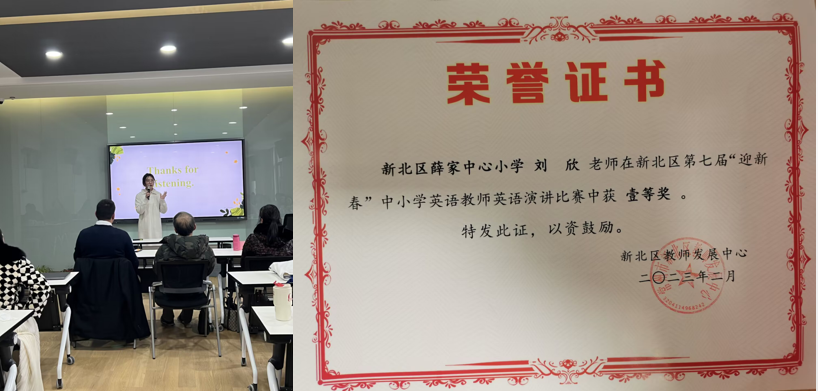 Thanks for
listening.
荣誉证书
新北区薛家中心小学 刘 欣 老师在新北区第七届“迎新
春”中小学英语教师英语演讲比赛中获 壹等奖 。
特发此证，以资鼓励。
新北区教师发展中心
二〇二三年二月